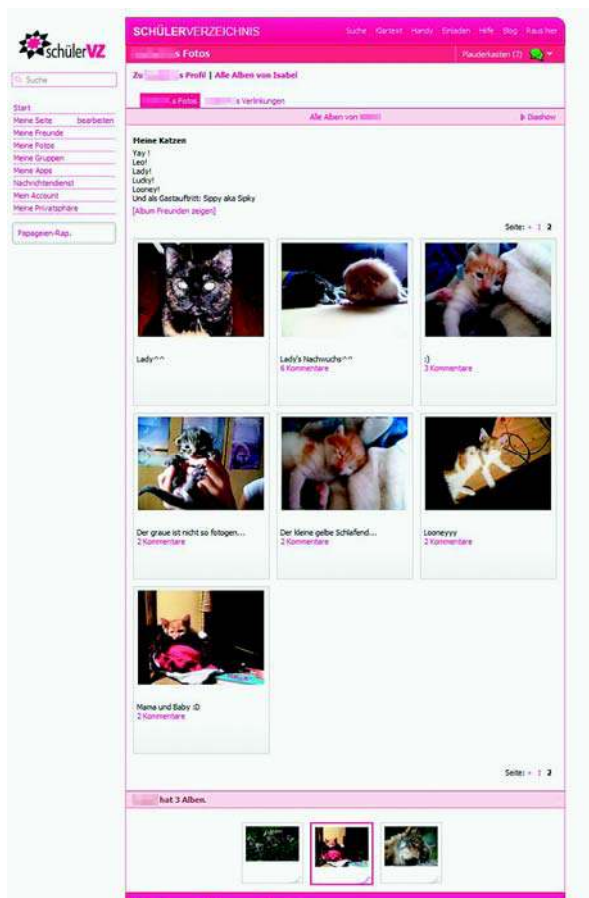 schülerVZ
Suche
Start
Meine Seite bearbeiten
Meine Freunde
Meine Fotos
Meine Gruppen
Meine Apps
Nachrichtendienst
Mein Account
Meine Privatsphäre
Papageien-Rap.
SCHÜLERVERZEICHNIS
Suche Klartext Handy Einladen Hilfe Blog Raus hier
s Fotos
Plauderkasten (7)
Zu s Profil | Alle Alben von Isabel
s Fotos
s Verlinkungen
Alle Alben von
Diashow
Meine Katzen
Yay !
Leo!
Lady!
Lucky!
Looney!
Und als Gastauftritt: Sippy aka Sipky
[Album Freunden zeigen]
Seite: « 1 2
Lady^^
Lady's Nachwuchs^^
6 Kommentare
:)
3 Kommentare
Der graue ist nicht so fotogen...
2 Kommentare
Der kleine gelbe Schlafend...
2 Kommentare
Looneyyy
2 Kommentare
Mama und Baby :D
2 Kommentare
Seite: « 1 2
hat 3 Alben.